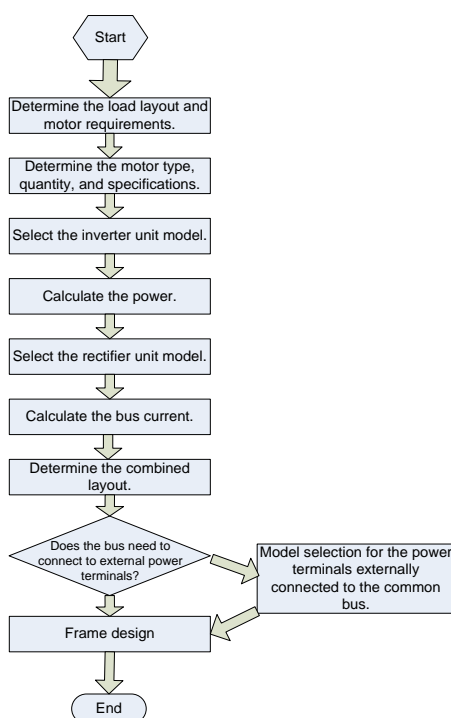 Start
Determine the load layout and
motor requirements.
Determine the motor type,
quantity, and specifications.
Select the inverter unit model.
Calculate the power.
Select the rectifier unit model.
Calculate the bus current.
Determine the combined
layout.
Does the bus need to
connect to external power
terminals?
Model selection for the power
terminals externally
connected to the common
bus.
Frame design
End